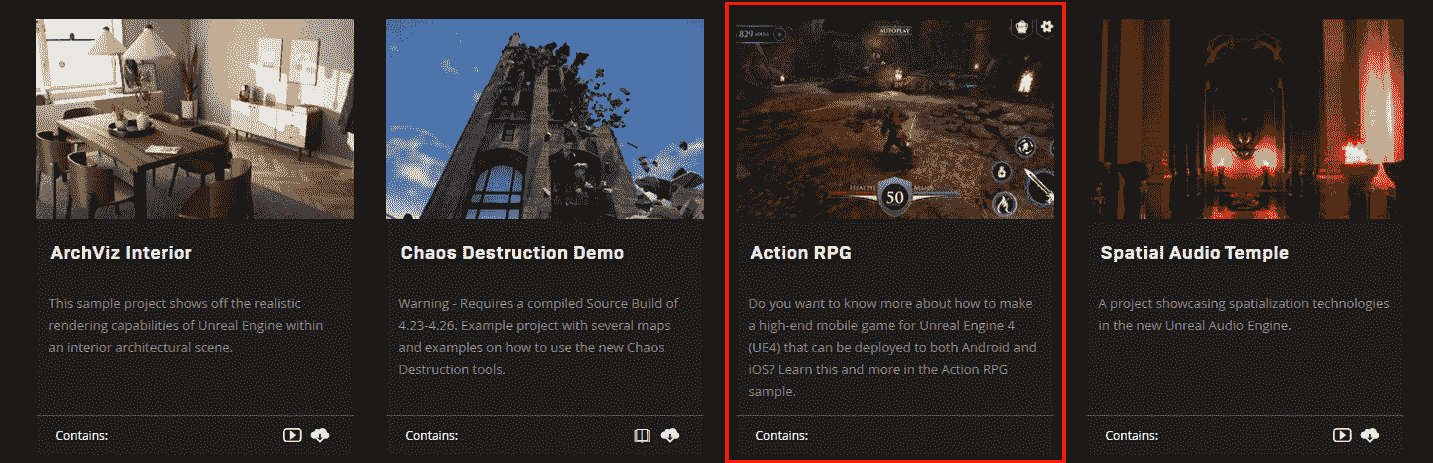 829
AUTOPLAY
HEALTH
MANA
50
ArchViz Interior
This sample project shows off the realistic
rendering capabilities of Unreal Engine within
an interior architectural scene.
Contains:
Chaos Destruction Demo
Warning - Requires a compiled Source Build of
4.23-4.26. Example project with several maps
and examples on how to use the new Chaos
Destruction tools.
Contains:
Action RPG
Do you want to know more about how to make
a high-end mobile game for Unreal Engine 4
(UE4) that can be deployed to both Android and
iOS? Learn this and more in the Action RPG
sample.
Contains:
Spatial Audio Temple
A project showcasing spatialization technologies
in the new Unreal Audio Engine.
Contains: